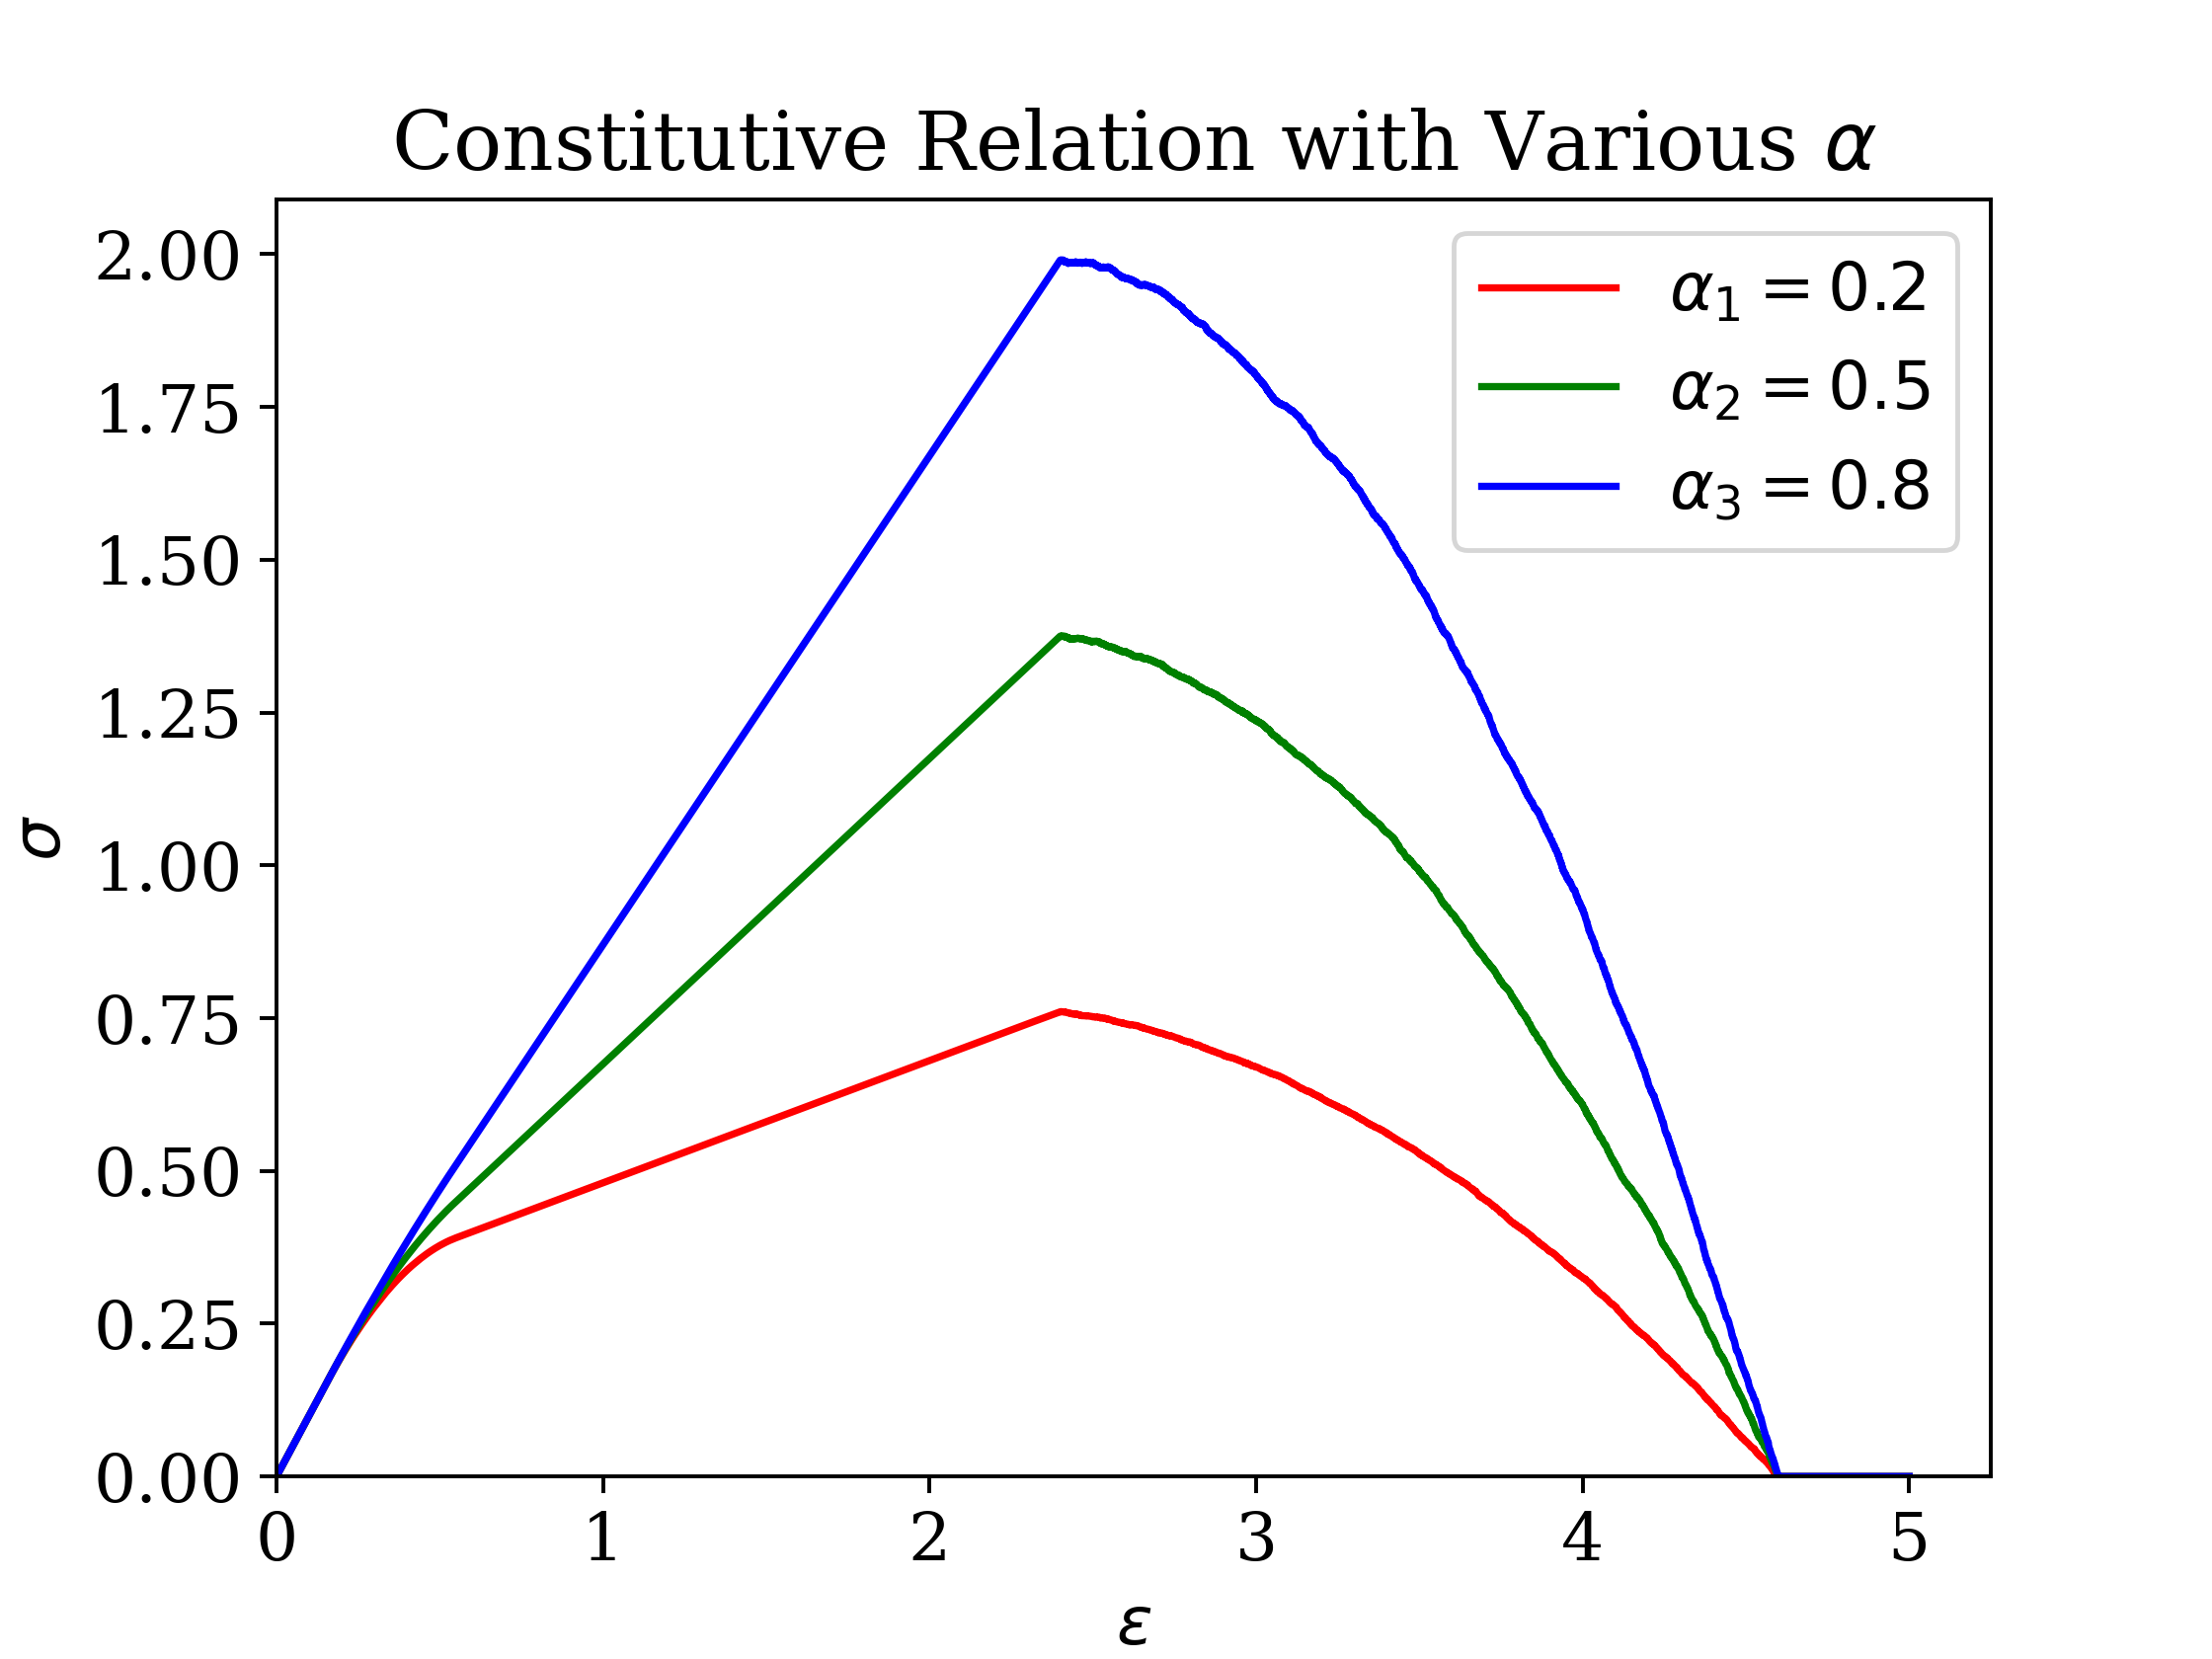 Constitutive Relation with Various α
2.00
1.75
1.50
1.25
1.00
0.75
0.50
0.25
0.00
σ
α₁ = 0.2
α₂ = 0.5
α₃ = 0.8
0 1 2 3 4 5
ε